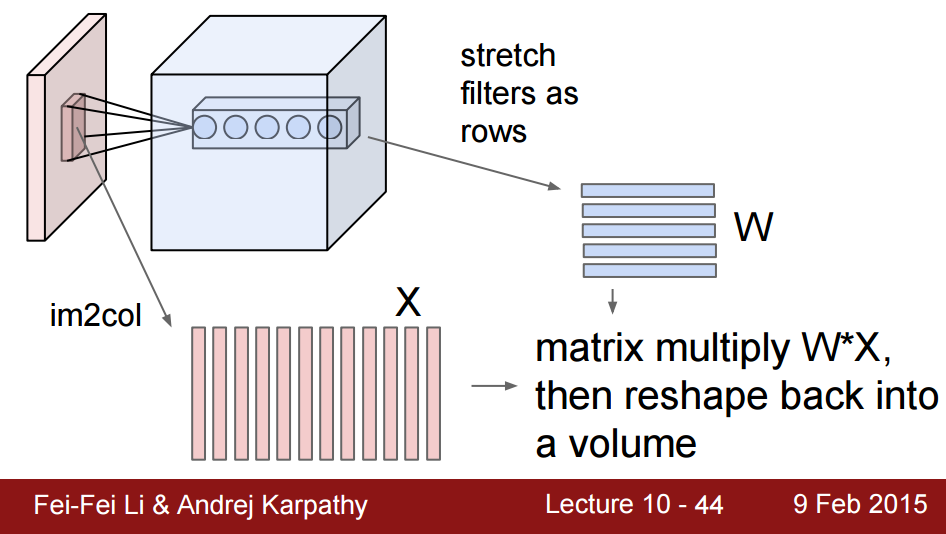 stretch
filters as
rows
W
im2col
X
matrix multiply W*X,
then reshape back into
a volume
Fei-Fei Li & Andrej Karpathy
Lecture 10 - 44
9 Feb 2015